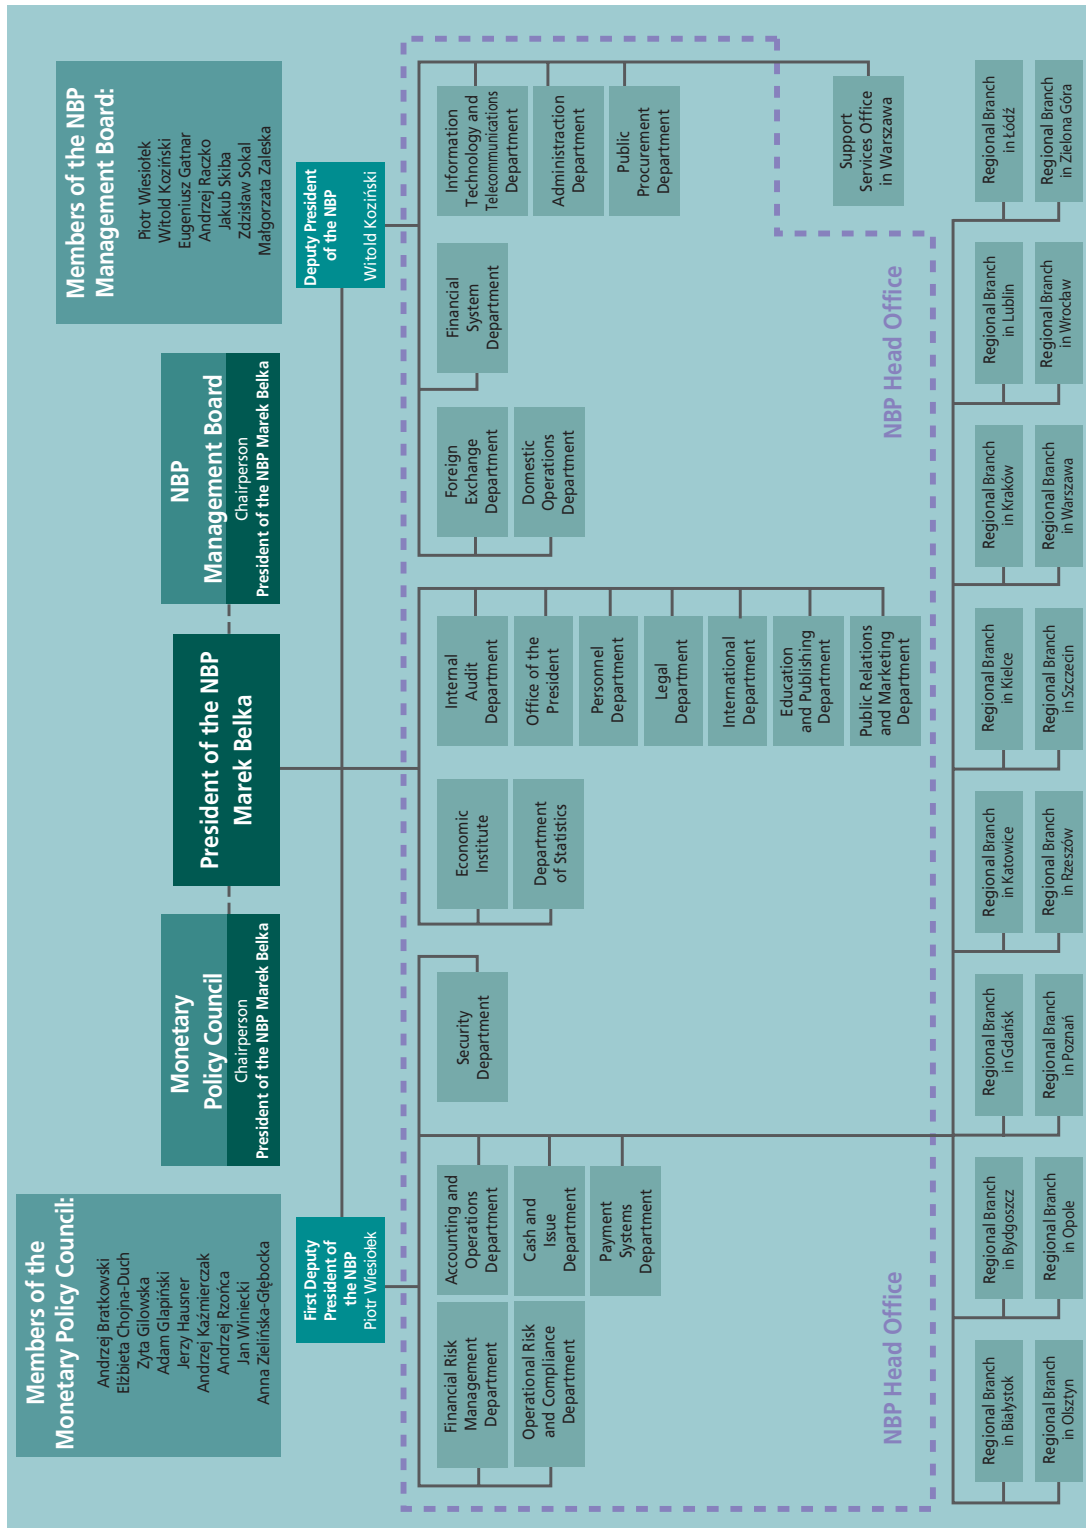 Members of the
Monetary Policy Council:
Andrzej Bratkowski
Elżbieta Chojna-Duch
Zyta Gilowska
Adam Glapiński
Jerzy Hausner
Andrzej Kaźmierczak
Andrzej Rzońca
Jan Winiecki
Anna Zielińska-Głębocka
Monetary
Policy Council
Chairperson
President of the NBP Marek Belka
President of the NBP
Marek Belka
NBP
Management Board
Chairperson
President of the NBP Marek Belka
Members of the NBP
Management Board:
Piotr Wiesiołek
Witold Koziński
Eugeniusz Gatnar
Andrzej Raczko
Jakub Skiba
Zdzisław Sokal
Małgorzata Zaleska
First Deputy
President of
the NBP
Piotr Wiesiołek
Deputy President
of the NBP
Witold Koziński
Financial Risk
Management
Department
Operational Risk
and Compliance
Department
Accounting and
Operations
Department
Cash and
Issue
Department
Payment
Systems
Department
Security
Department
Economic
Institute
Department
of Statistics
Internal
Audit
Department
Office of the
President
Personnel
Department
Legal
Department
International
Department
Education
and Publishing
Department
Public Relations
and Marketing
Department
Foreign
Exchange
Department
Domestic
Operations
Department
Financial
System
Department
Information
Technology and
Telecommunications
Department
Administration
Department
Public
Procurement
Department
Support
Services Office
in Warszawa
NBP Head Office
NBP Head Office
Regional Branch
in Białystok
Regional Branch
in Bydgoszcz
Regional Branch
in Gdańsk
Regional Branch
in Katowice
Regional Branch
in Kielce
Regional Branch
in Kraków
Regional Branch
in Lublin
Regional Branch
in Łódź
Regional Branch
in Olsztyn
Regional Branch
in Opole
Regional Branch
in Poznań
Regional Branch
in Rzeszów
Regional Branch
in Szczecin
Regional Branch
in Warszawa
Regional Branch
in Wrocław
Regional Branch
in Zielona Góra